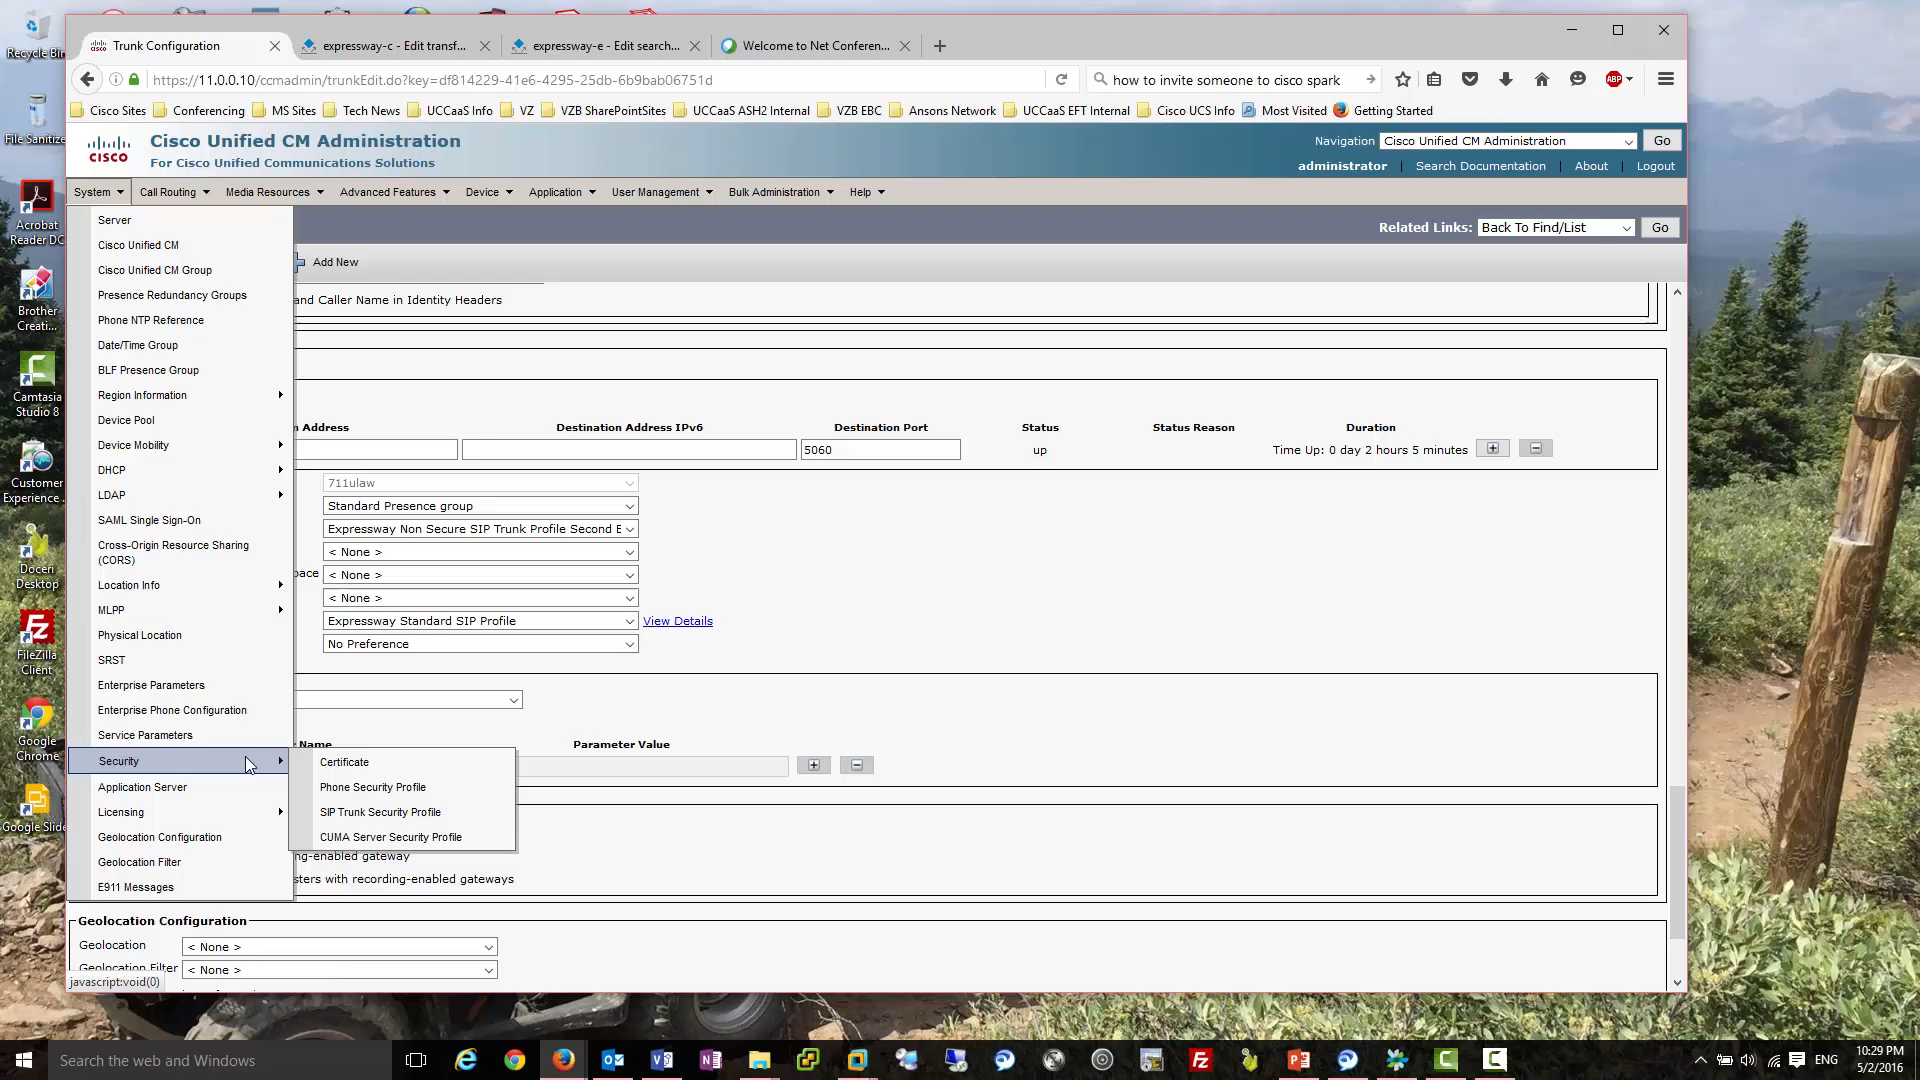 Recycle Bin
File Sanitize
Acrobat
Reader DC
Brother
Creati...
Camtasia
Studio 8
Customer
Experience ...
Doceri
Desktop
FileZilla
Client
Google
Chrome
Google Slide
Trunk Configuration
expressway-c - Edit transf...
expressway-e - Edit search...
Welcome to Net Conferen...
https://11.0.0.10/ccmadmin/trunkEdit.do?key=df814229-41e6-4295-25db-6b9bab06751d
how to invite someone to cisco spark
ABP
Cisco Sites Conferencing MS Sites Tech News UCCaaS Info VZ VZB SharePointSites UCCaaS ASH2 Internal VZB EBC Ansons Network UCCaaS EFT Internal Cisco UCS Info Most Visited Getting Started
CISCO
Cisco Unified CM Administration
For Cisco Unified Communications Solutions
Navigation Cisco Unified CM Administration Go
administrator | Search Documentation | About | Logout
System Call Routing Media Resources Advanced Features Device Application User Management Bulk Administration Help
Related Links: Back To Find/List Go
Add New
Server
Cisco Unified CM
Cisco Unified CM Group
Presence Redundancy Groups
Phone NTP Reference
Date/Time Group
BLF Presence Group
Region Information
Device Pool
Device Mobility
DHCP
LDAP
SAML Single Sign-On
Cross-Origin Resource Sharing
(CORS)
Location Info
MLPP
Physical Location
SRST
Enterprise Parameters
Enterprise Phone Configuration
Service Parameters
Security
Application Server
Licensing
Geolocation Configuration
Geolocation Filter
E911 Messages
Certificate
Phone Security Profile
SIP Trunk Security Profile
CUMA Server Security Profile
and Caller Name in Identity Headers
n Address Destination Address IPv6 Destination Port Status Status Reason Duration
5060 up Time Up: 0 day 2 hours 5 minutes
711ulaw
Standard Presence group
Expressway Non Secure SIP Trunk Profile Second E
< None >
pace < None >
< None >
Expressway Standard SIP Profile View Details
No Preference
Name Parameter Value
ng-enabled gateway
sters with recording-enabled gateways
Geolocation Configuration
Geolocation < None >
Geolocation Filter < None >
javascript:void(0)
Search the web and Windows
ENG
10:29 PM
5/2/2016